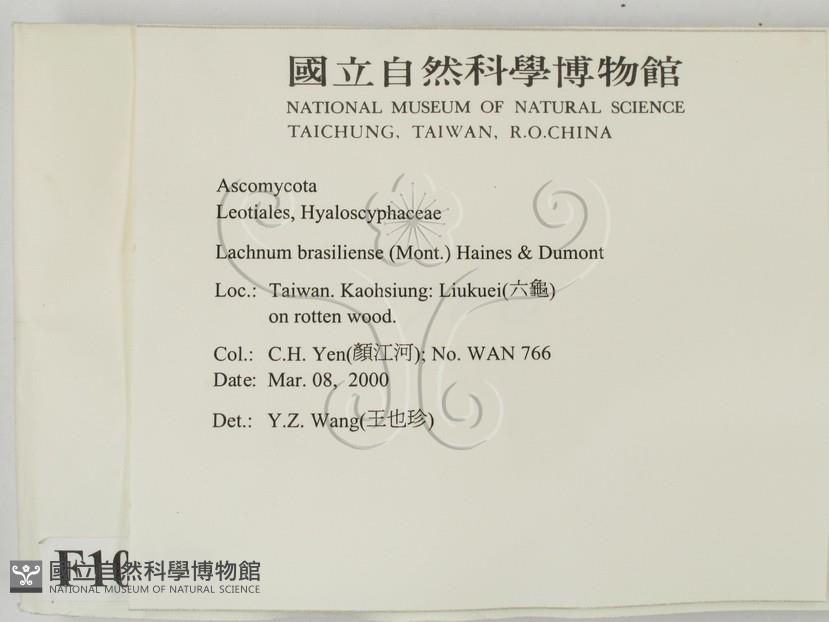 國立自然科學博物館
NATIONAL MUSEUM OF NATURAL SCIENCE
TAICHUNG, TAIWAN, R.O.CHINA
Ascomycota
Leotiales, Hyaloscyphaceae
Lachnum brasiliense (Mont.) Haines & Dumont
Loc.: Taiwan. Kaohsiung: Liukuei(六龜)
on rotten wood.
Col.: C.H. Yen(顏江河); No. WAN 766
Date: Mar. 08, 2000
Det.: Y.Z. Wang(王也珍)
F10
國立自然科學博物館
NATIONAL MUSEUM OF NATURAL SCIENCE